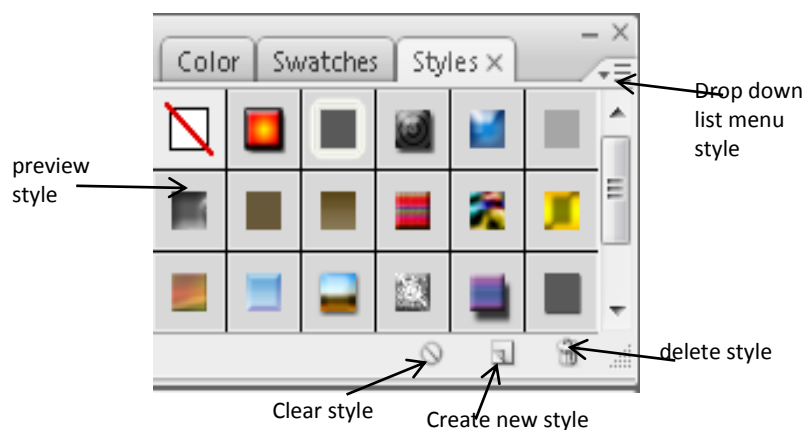 Color Swatches Styles
Drop down
list menu
style
preview
style
delete style
Clear style
Create new style